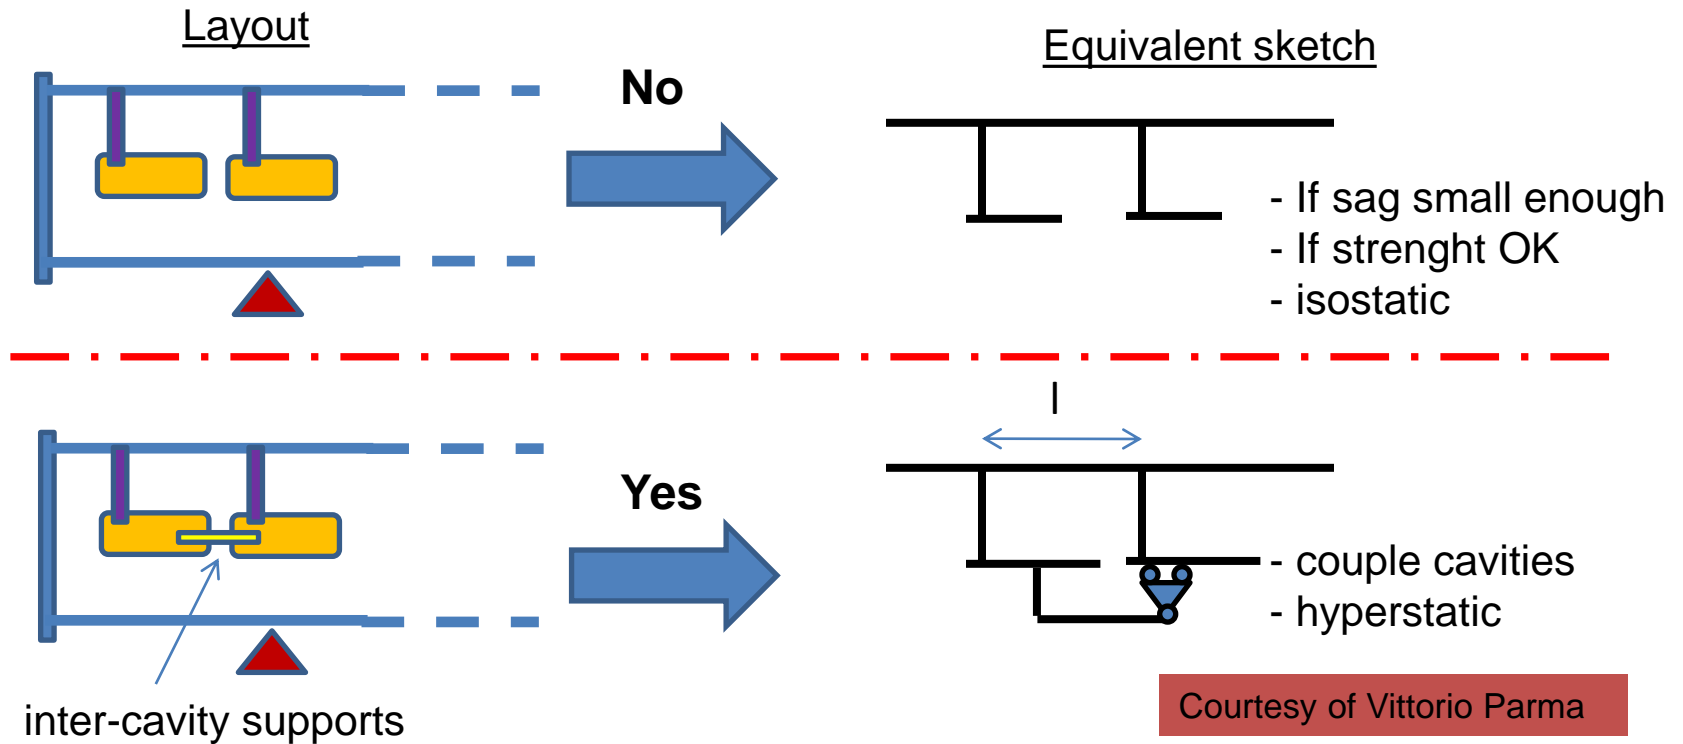 Layout
Equivalent sketch
No
- If sag small enough
- If strenght OK
- isostatic
l
Yes
- couple cavities
- hyperstatic
inter-cavity supports
Courtesy of Vittorio Parma